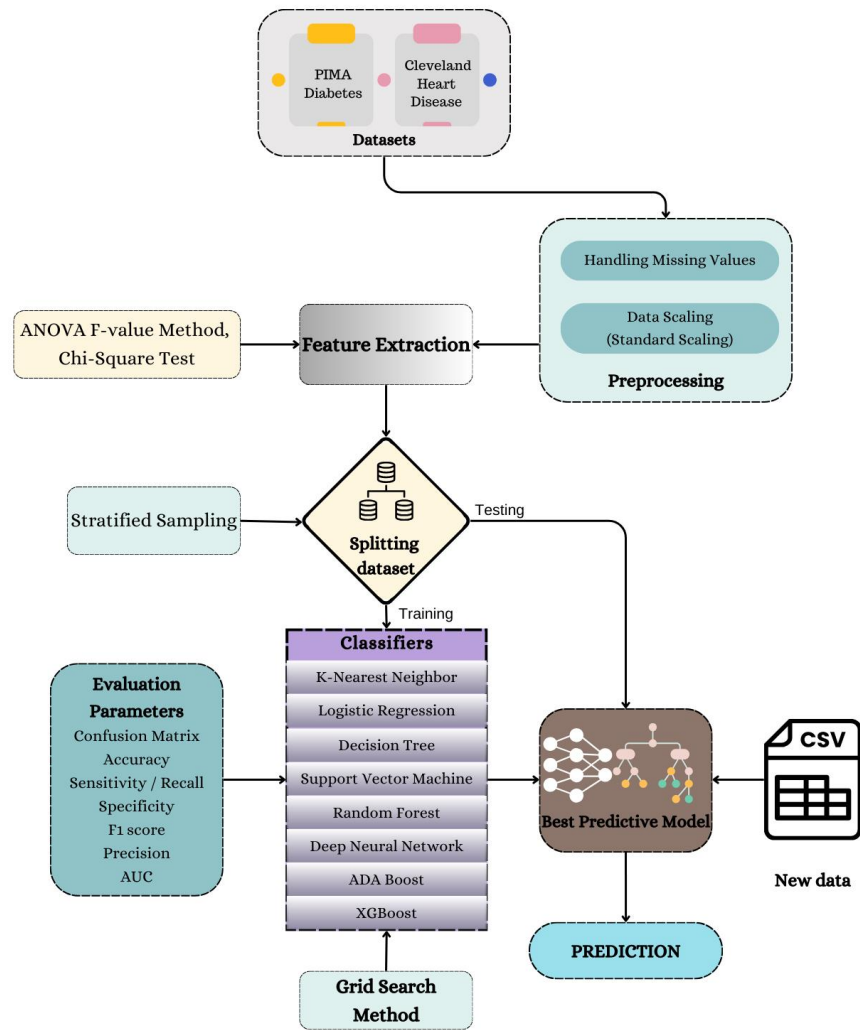 PIMA
Diabetes
Cleveland
Heart
Disease
Datasets
Handling Missing Values
Data Scaling
(Standard Scaling)
Preprocessing
ANOVA F-value Method,
Chi-Square Test
Feature Extraction
Stratified Sampling
Splitting
dataset
Testing
Training
Classifiers
K-Nearest Neighbor
Logistic Regression
Decision Tree
Support Vector Machine
Random Forest
Deep Neural Network
ADA Boost
XGBoost
Evaluation
Parameters
Confusion Matrix
Accuracy
Sensitivity / Recall
Specificity
F1 score
Precision
AUC
Grid Search
Method
Best Predictive Model
CSV
New data
PREDICTION